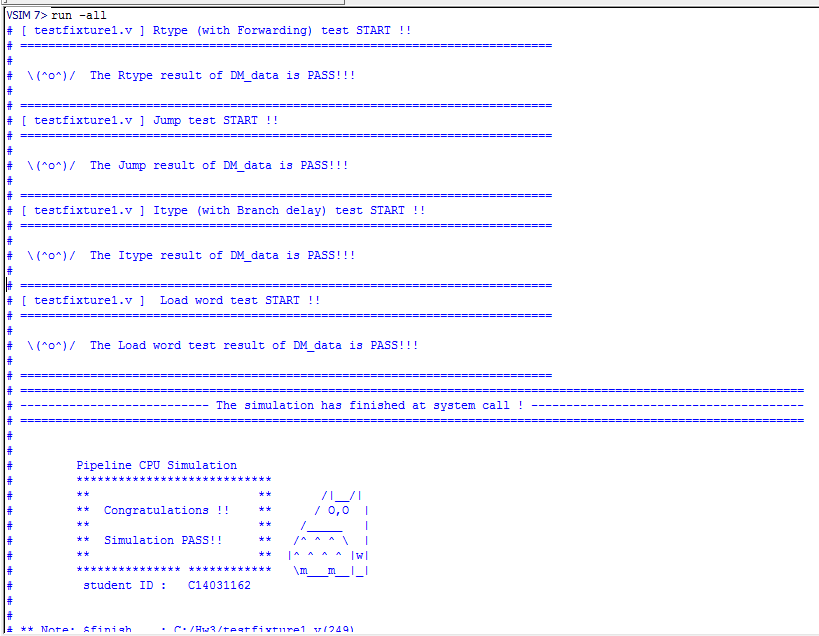 VSIM 7> run -all
# [ testfixture1.v ] Rtype (with Forwarding) test START !!
# ============================================================================
#
#  \(^o^)/  The Rtype result of DM_data is PASS!!!
#
# ============================================================================
# [ testfixture1.v ] Jump test START !!
# ============================================================================
#
#  \(^o^)/  The Jump result of DM_data is PASS!!!
#
# ============================================================================
# [ testfixture1.v ] Itype (with Branch delay) test START !!
# ============================================================================
#
#  \(^o^)/  The Itype result of DM_data is PASS!!!
#
# ============================================================================
# [ testfixture1.v ]  Load word test START !!
# ============================================================================
#
#  \(^o^)/  The Load word test result of DM_data is PASS!!!
#
# ============================================================================
# ================================================================================================================
# --------------------------- The simulation has finished at system call ! ---------------------------------------
# ================================================================================================================
#
#
#         Pipeline CPU Simulation
#         ****************************
#         **                        **       /|__/|
#         **  Congratulations !!    **      / O,O  |
#         **                        **    /_____   |
#         **  Simulation PASS!!     **   /^ ^ ^ \  |
#         **                        **  |^ ^ ^ ^ |w|
#         *************** ************   \m___m__|_|
#          student ID :   C14031162
#
#
# ** Note: $finish    : C:/Hw3/testfixture1.v(249)